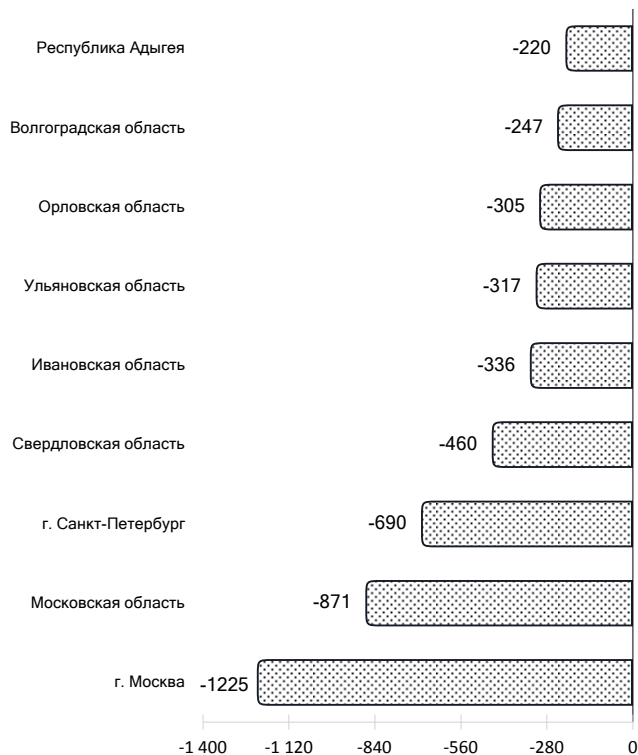 Республика Адыгея -220
Волгоградская область -247
Орловская область -305
Ульяновская область -317
Ивановская область -336
Свердловская область -460
г. Санкт-Петербург -690
Московская область -871
г. Москва -1225
-1 400 -1 120 -840 -560 -280 0